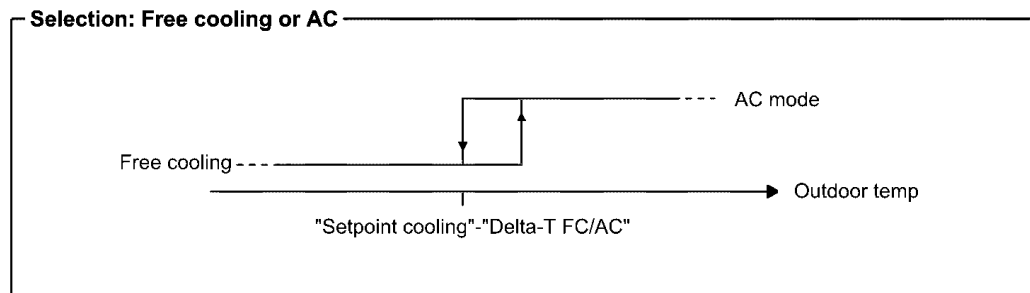 Selection: Free cooling or AC
AC mode
Free cooling
Outdoor temp
"Setpoint cooling"-"Delta-T FC/AC"